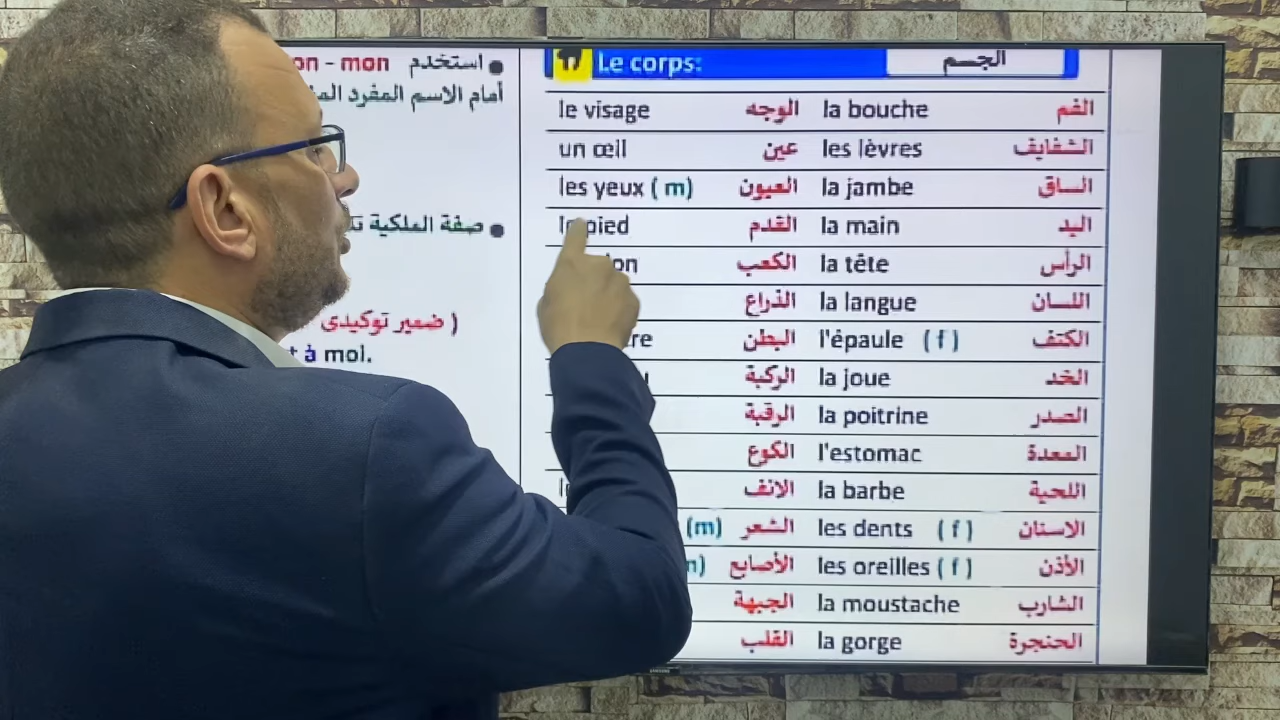 on - mon استخدم
أمام الاسم المفرد
صفة الملكية
( ضمير توكيدى
à moi.
Le corps: الجسم
le visage الوجه la bouche الفم
un œil عين les lèvres الشفايف
les yeux ( m) العيون la jambe الساق
pied القدم la main اليد
الكعب la tête الرأس
الذراع la langue اللسان
البطن l'épaule ( f ) الكتف
الركبة la joue الخد
الرقبة la poitrine الصدر
الكوع l'estomac المعدة
الانف la barbe اللحية
(m) الشعر les dents ( f ) الاسنان
الأصابع les oreilles ( f ) الأذن
الجبهة la moustache الشارب
القلب la gorge الحنجرة
SAMSUNG